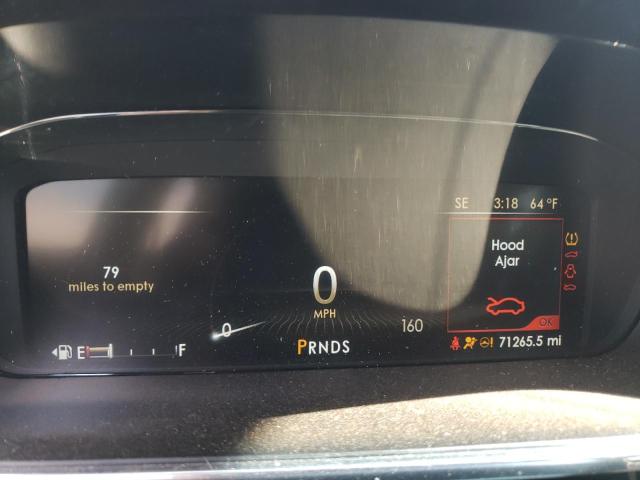 SE 3:18 64 °F
Hood
Ajar
OK
79
miles to empty
0
MPH
0
160
E F
PRNDS
71265.5 mi